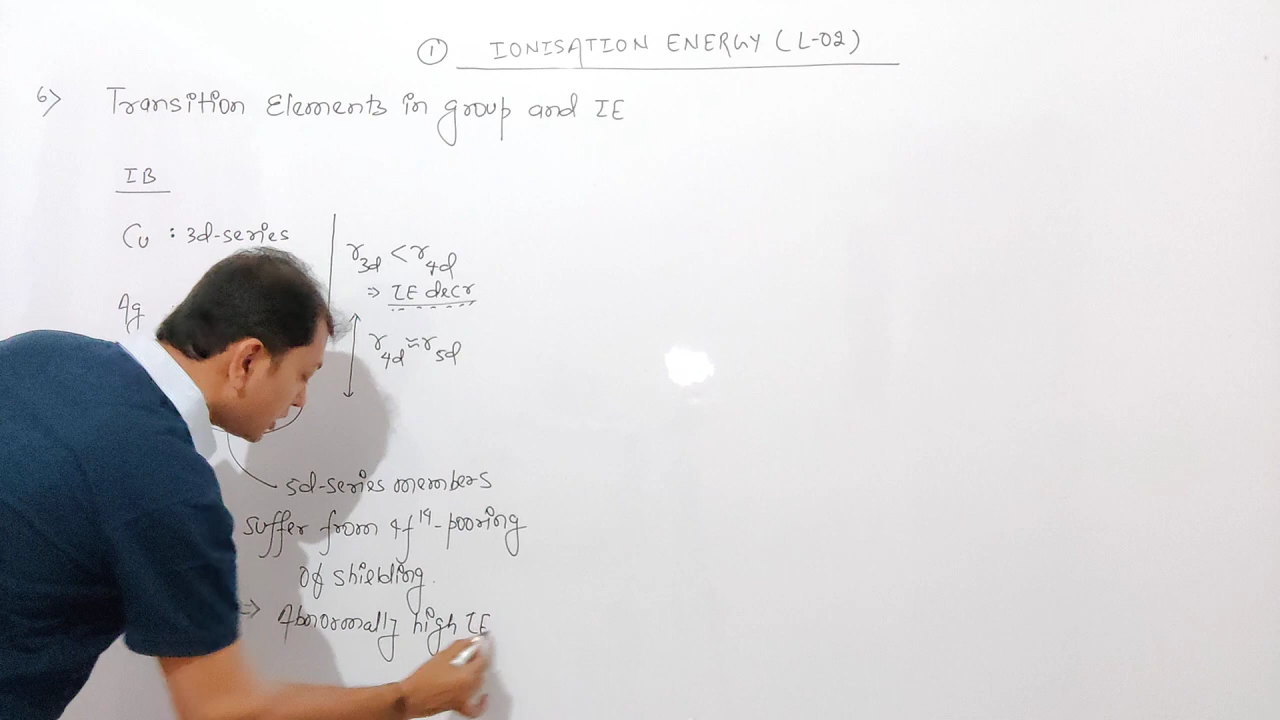 ① IONISATION ENERGY (L-02)
6> Transition Elements in group and IE
IB
Cu : 3d-series
r3d < r4d
⇒ IE decr
Ag
r4d ≈ r5d
5d-series members
suffer from 4f14-pooring
of shielding.
⇒ Abnormally high IE